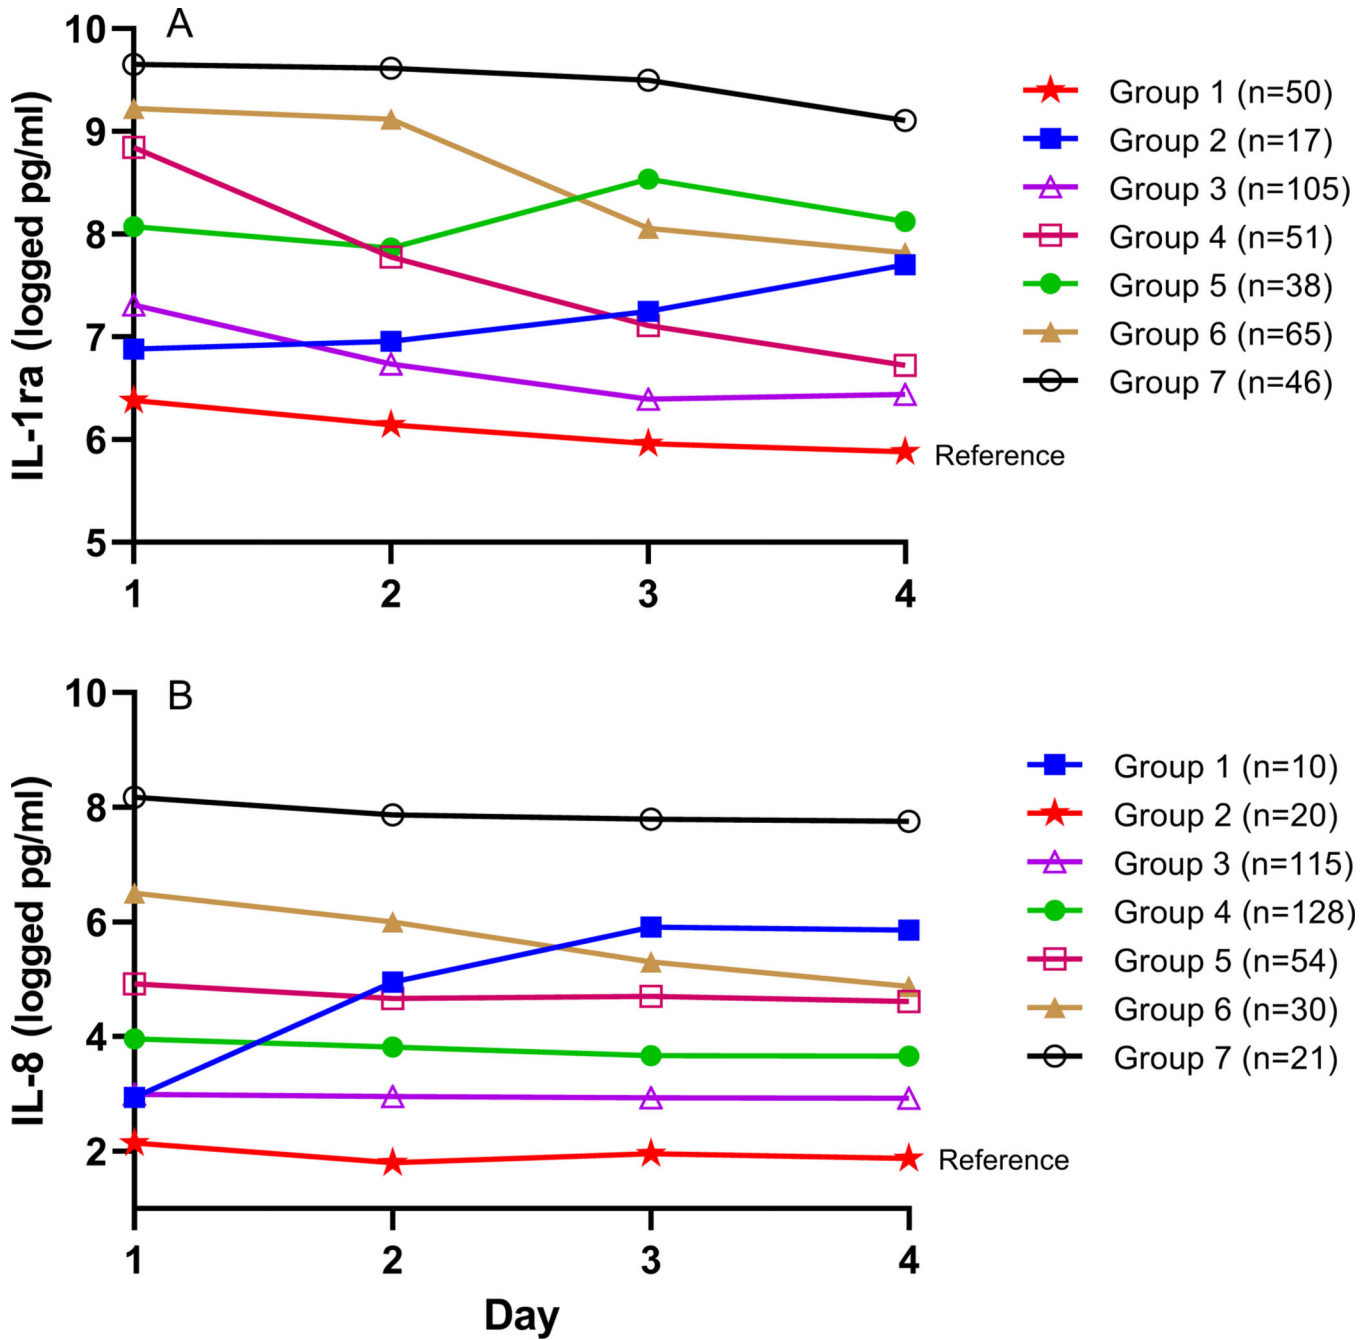 A
IL-1ra (logged pg/ml)
10
9
8
7
6
5
1 2 3 4
Group 1 (n=50)
Group 2 (n=17)
Group 3 (n=105)
Group 4 (n=51)
Group 5 (n=38)
Group 6 (n=65)
Group 7 (n=46)
Reference
B
IL-8 (logged pg/ml)
10
8
6
4
2
1 2 3 4
Day
Group 1 (n=10)
Group 2 (n=20)
Group 3 (n=115)
Group 4 (n=128)
Group 5 (n=54)
Group 6 (n=30)
Group 7 (n=21)
Reference